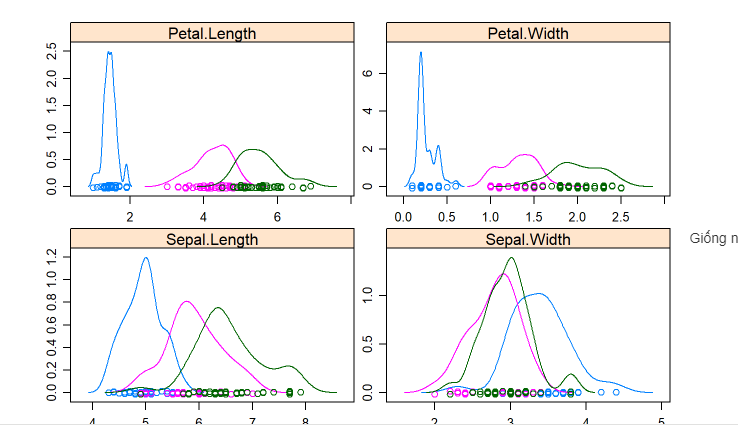 Petal.Length
Petal.Width
2.5
2.0
1.5
1.0
0.5
0.0
6
4
2
0
2 4 6
0.0 0.5 1.0 1.5 2.0 2.5
Sepal.Length
Sepal.Width
Giống
1.2
1.0
0.8
0.6
0.4
0.2
0.0
1.0
0.5
0.0
4 5 6 7 8
2 3 4 5